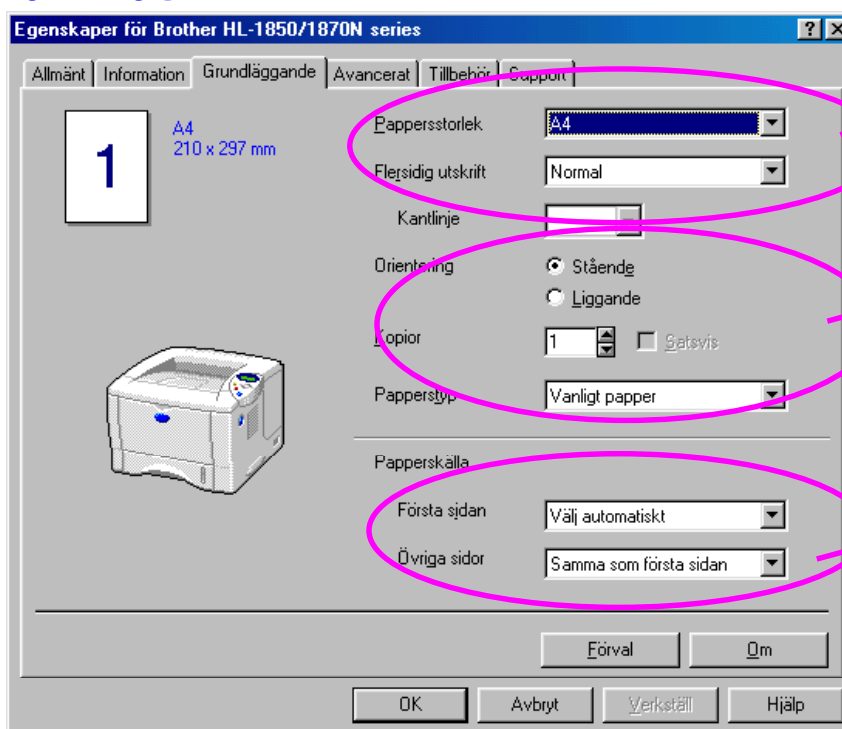 Egenskaper för Brother HL-1850/1870N series
Allmänt Information Grundläggande Avancerat Tillbehör Support
1
A4
210 x 297 mm
Pappersstorlek A4
Flersidig utskrift Normal
Kantlinje
Orientering Stående
Liggande
Kopior 1 Satsvis
Papperstyp Vanligt papper
Papperskälla
Första sidan Välj automatiskt
Övriga sidor Samma som första sidan
Förval Om
OK Avbryt Verkställ Hjälp